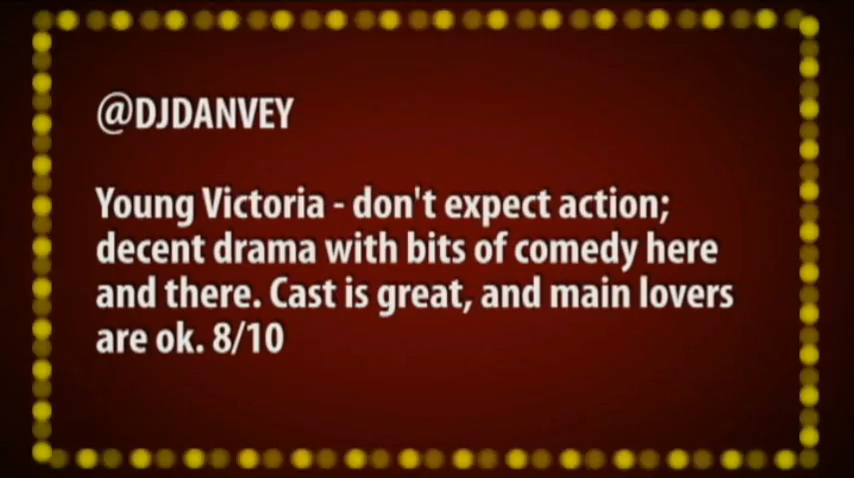 @DJDANVEY
Young Victoria - don't expect action;
decent drama with bits of comedy here
and there. Cast is great, and main lovers
are ok. 8/10